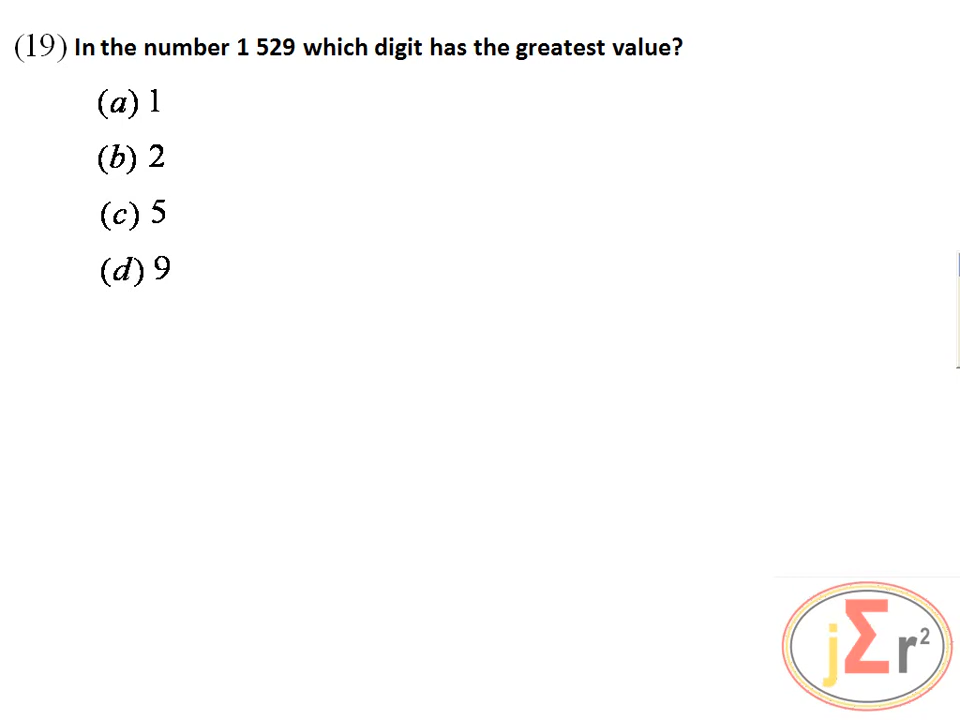 (19) In the number 1 529 which digit has the greatest value?
(a) 1
(b) 2
(c) 5
(d) 9
jΣr²